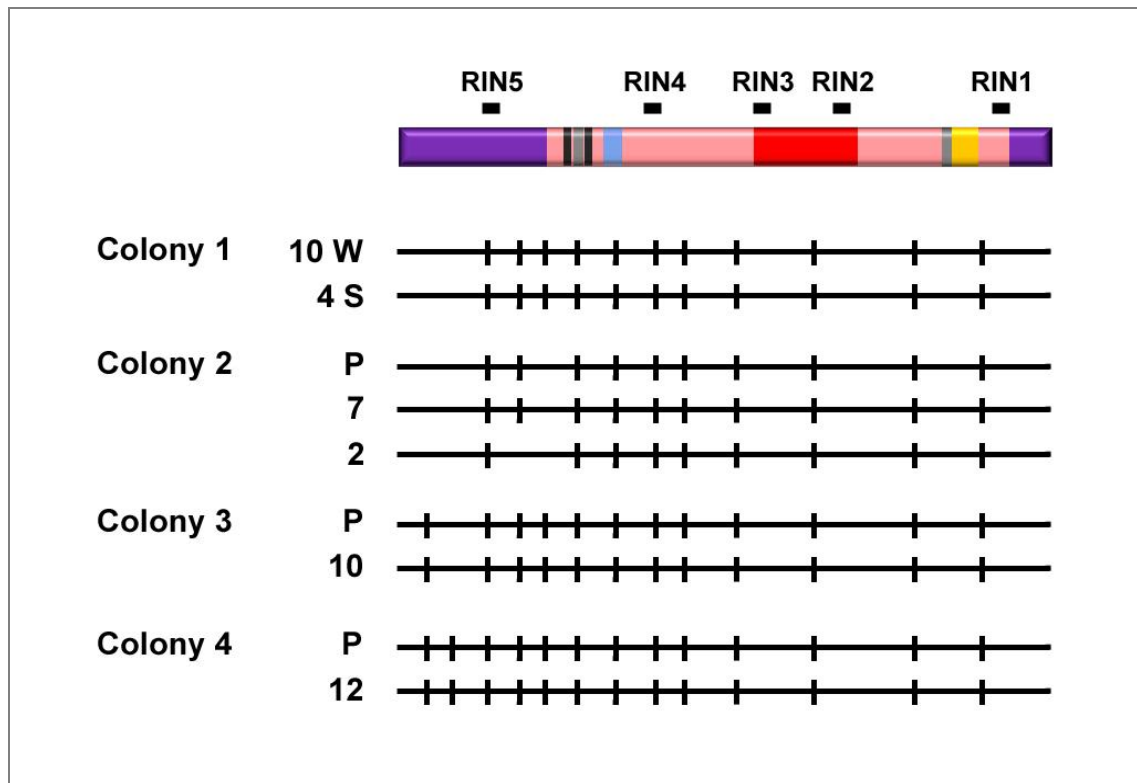 RIN5 RIN4 RIN3 RIN2 RIN1
Colony 1 10 W
4 S
Colony 2 P
7
2
Colony 3 P
10
Colony 4 P
12